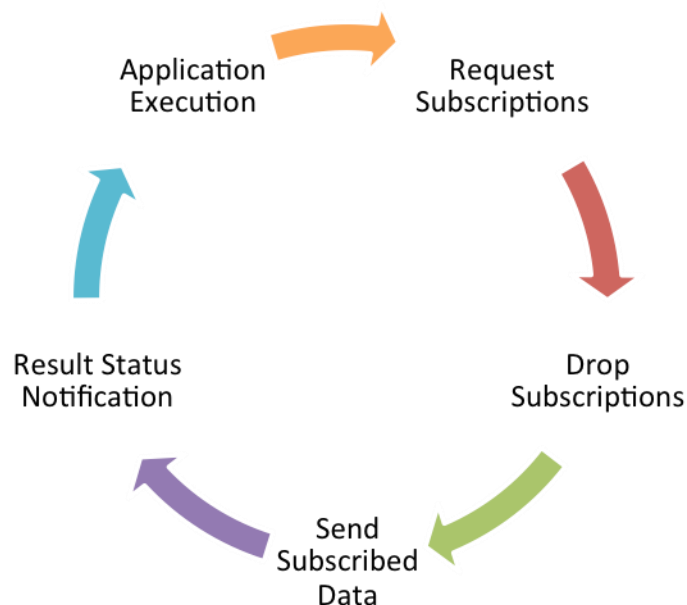 Application
Execution
Request
Subscriptions
Drop
Subscriptions
Send
Subscribed
Data
Result Status
Notification